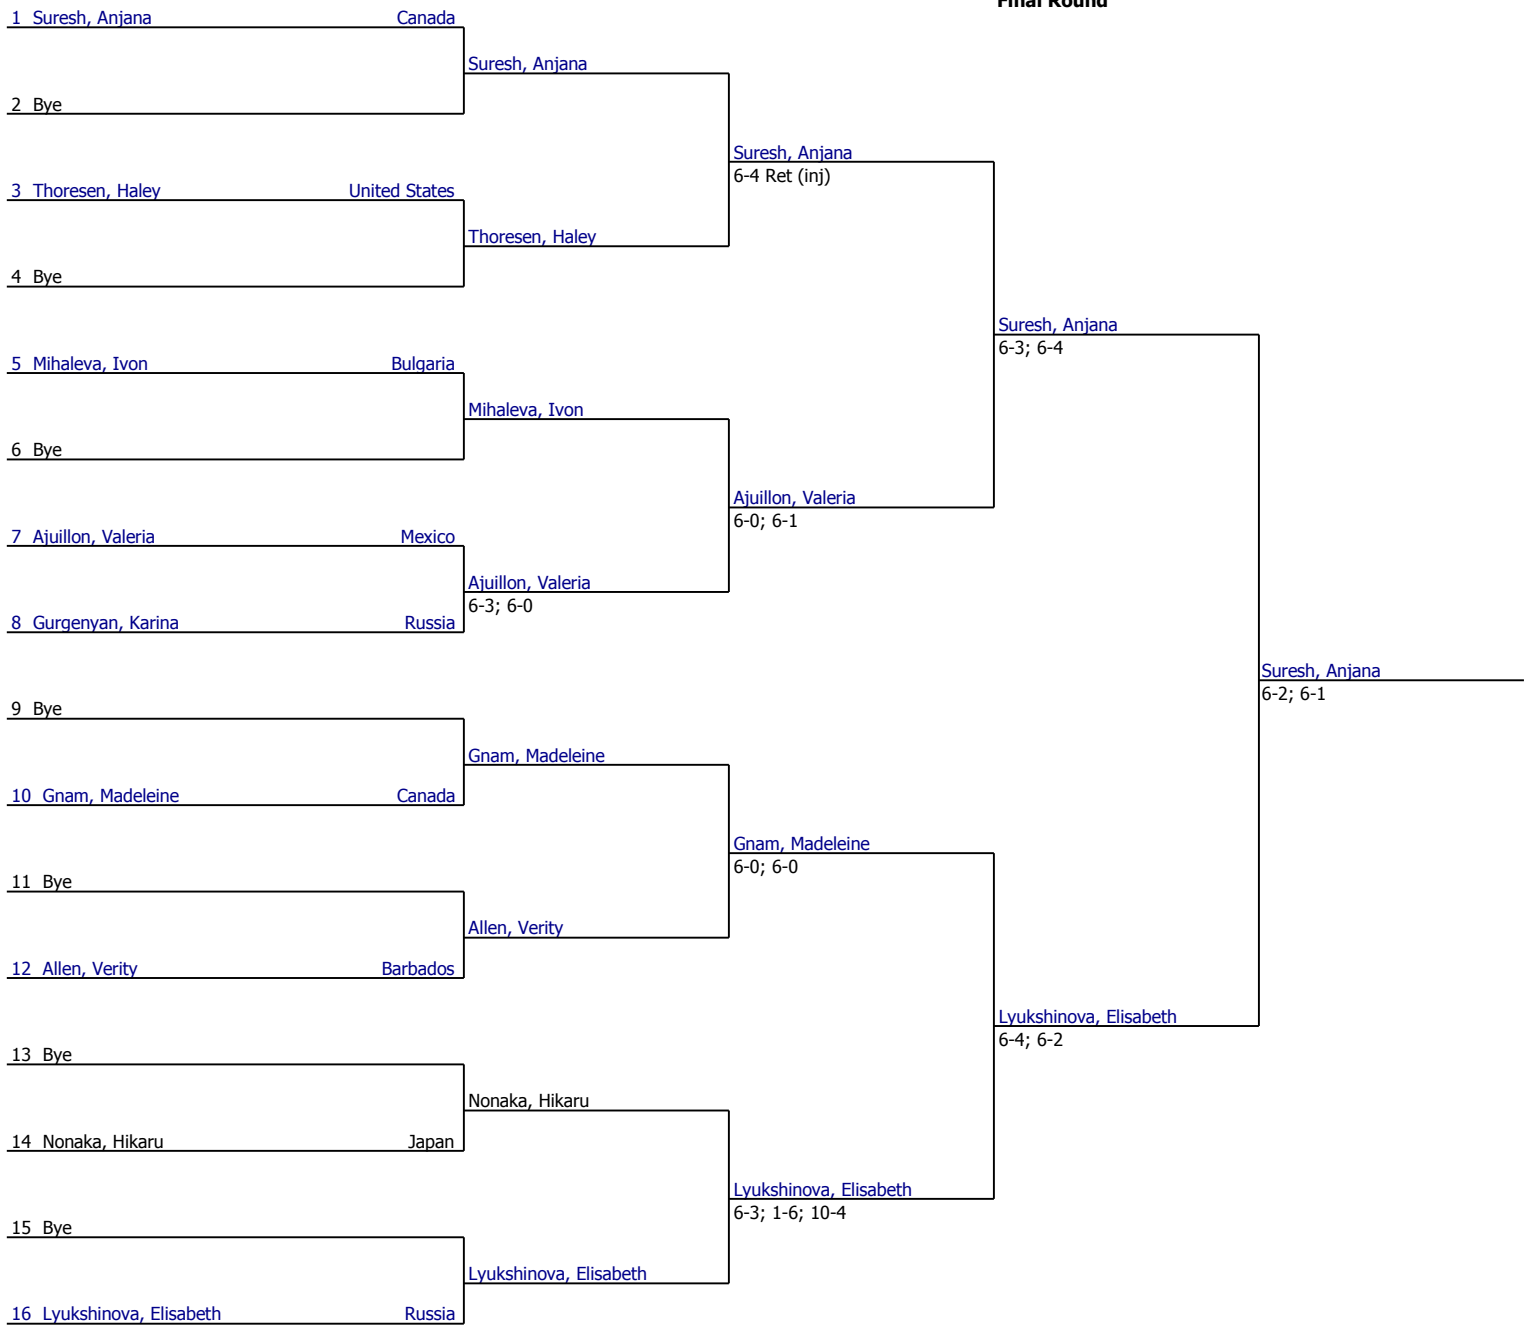 Final Round
1 Suresh, Anjana Canada
Suresh, Anjana
2 Bye
Suresh, Anjana
6-4 Ret (inj)
3 Thoresen, Haley United States
Thoresen, Haley
4 Bye
Suresh, Anjana
6-3; 6-4
5 Mihaleva, Ivon Bulgaria
Mihaleva, Ivon
6 Bye
Ajuillon, Valeria
6-0; 6-1
7 Ajuillon, Valeria Mexico
Ajuillon, Valeria
6-3; 6-0
8 Gurgenyan, Karina Russia
Suresh, Anjana
6-2; 6-1
9 Bye
Gnam, Madeleine
10 Gnam, Madeleine Canada
Gnam, Madeleine
6-0; 6-0
11 Bye
Allen, Verity
12 Allen, Verity Barbados
Lyukshinova, Elisabeth
6-4; 6-2
13 Bye
Nonaka, Hikaru
14 Nonaka, Hikaru Japan
Lyukshinova, Elisabeth
6-3; 1-6; 10-4
15 Bye
Lyukshinova, Elisabeth
16 Lyukshinova, Elisabeth Russia